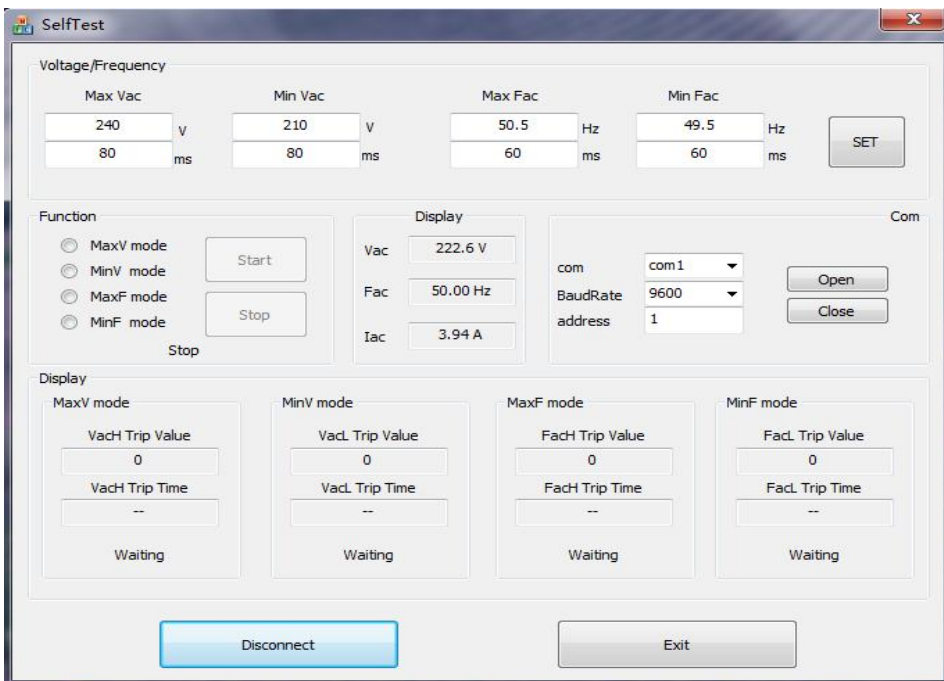 SelfTest
Voltage/Frequency
Max Vac Min Vac Max Fac Min Fac
240 V 210 V 50.5 Hz 49.5 Hz
80 ms 80 ms 60 ms 60 ms
SET
Function
MaxV mode
MinV mode
MaxF mode
MinF mode
Start
Stop
Stop
Display
Vac 222.6 V
Fac 50.00 Hz
Iac 3.94 A
Com
com com1
BaudRate 9600
address 1
Open
Close
Display
MaxV mode MinV mode MaxF mode MinF mode
VacH Trip Value VacL Trip Value FacH Trip Value FacL Trip Value
0 0 0 0
VacH Trip Time VacL Trip Time FacH Trip Time FacL Trip Time
-- -- -- --
Waiting Waiting Waiting Waiting
Disconnect Exit